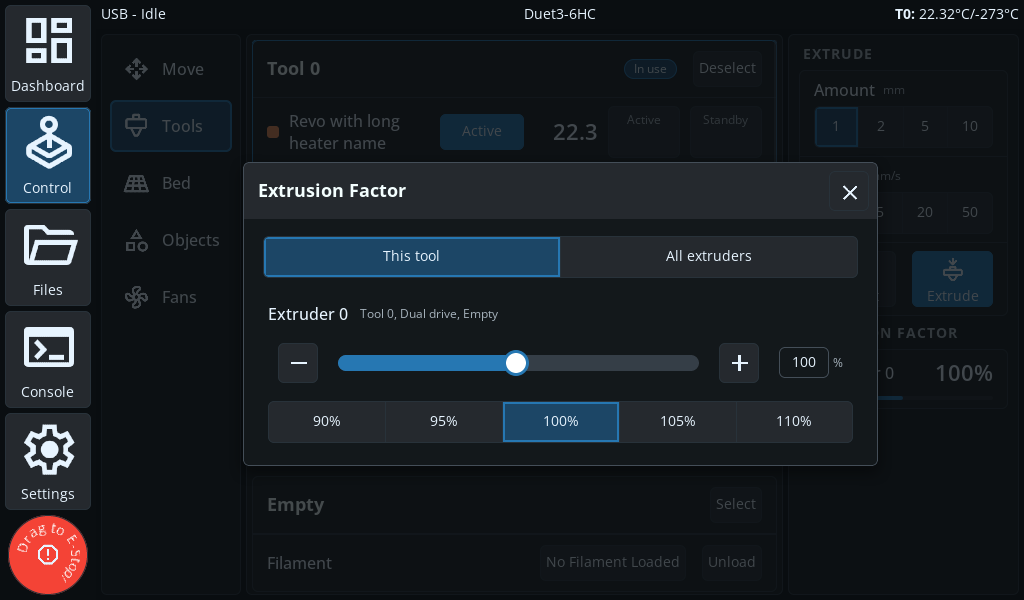 USB - Idle
Duet3-6HC
T0: 22.32°C/-273°C
Dashboard
Control
Files
Console
Settings
Drag to E-Stop!
Move
Tools
Bed
Objects
Fans
Tool 0
In use
Deselect
Revo with long
heater name
Active
22.3
Active
Standby
EXTRUDE
Amount mm
1
2
5
10
m/s
5
20
50
Extrude
N FACTOR
r 0
100%
Extrusion Factor
This tool
All extruders
Extruder 0 Tool 0, Dual drive, Empty
100 %
90%
95%
100%
105%
110%
Empty
Select
Filament
No Filament Loaded
Unload